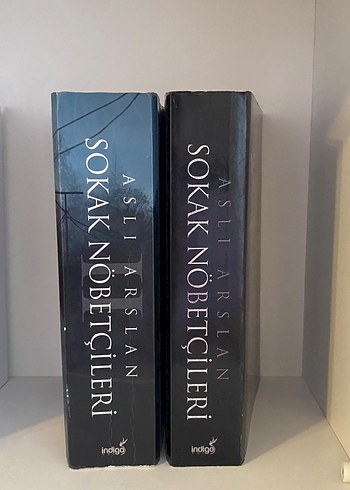 ASLI ARSLAN
SOKAK NÖBETÇİLERİ
II
indigo
ASLI ARSLAN
SOKAK NÖBETÇİLERİ
indigo